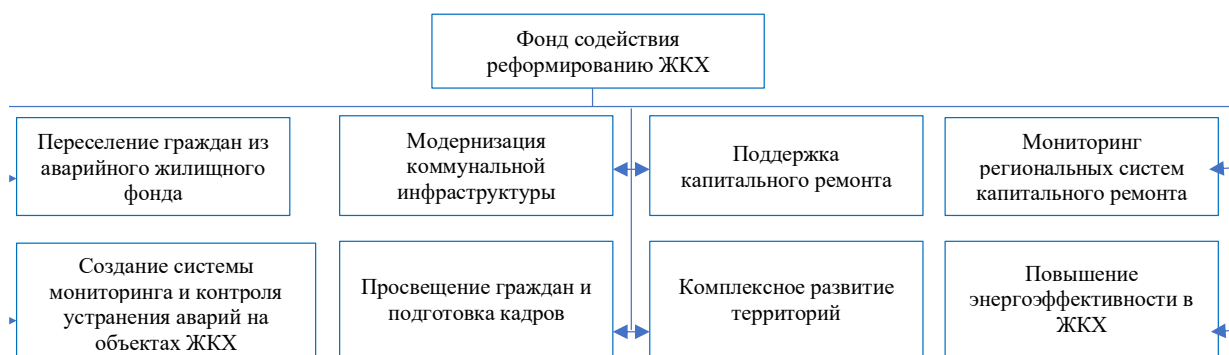 Фонд содействия
реформированию ЖКХ
Переселение граждан из
аварийного жилищного
фонда
Модернизация
коммунальной
инфраструктуры
Поддержка
капитального ремонта
Мониторинг
региональных систем
капитального ремонта
Создание системы
мониторинга и контроля
устранения аварий на
объектах ЖКХ
Просвещение граждан и
подготовка кадров
Комплексное развитие
территорий
Повышение
энергоэффективности в
ЖКХ